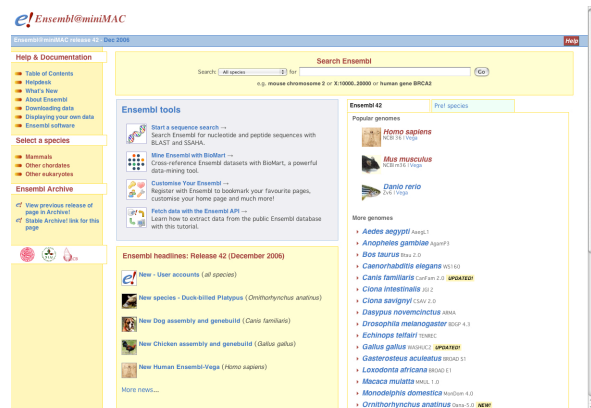 e! Ensembl@miniMAC
Ensembl@miniMAC release 42 Dec 2006
Help
Help & Documentation
Table of Contents
Helpdesk
What's New
About Ensembl
Downloading data
Displaying your own data
Ensembl software
Select a species
Mammals
Other chordates
Other eukaryotes
Ensembl Archive
View previous release of
page in Archive!
Stable Archive! link for this
page
Search Ensembl
Search: All species for Go
e.g. mouse chromosome 2 or X:10000..20000 or human gene BRCA2
Ensembl tools
Start a sequence search →
Search Ensembl for nucleotide and peptide sequences with
BLAST and SSAHA.
Mine Ensembl with BioMart →
Cross-reference Ensembl datasets with BioMart, a powerful
data-mining tool.
Customise Your Ensembl →
Register with Ensembl to bookmark your favourite pages,
customise your home page and much more!
Fetch data with the Ensembl API →
Learn how to extract data from the public Ensembl database
with this tutorial.
Ensembl headlines: Release 42 (December 2006)
New - User accounts (all species)
New species - Duck-billed Platypus (Ornithorhynchus anatinus)
New Dog assembly and genebuild (Canis familiaris)
New Chicken assembly and genebuild (Gallus gallus)
New Human Ensembl-Vega (Homo sapiens)
More news...
Ensembl 42
Pre! species
Popular genomes
Homo sapiens
NCBI 36 | Vega
Mus musculus
NCBI m36 | Vega
Danio rerio
Zv6 | Vega
More genomes
Aedes aegypti AaegL1
Anopheles gambiae AgamP3
Bos taurus Btau 2.0
Caenorhabditis elegans WS160
Canis familiaris CanFam 2.0 UPDATED!
Ciona intestinalis JGI 2
Ciona savignyi CSAV 2.0
Dasypus novemcinctus ARMA
Drosophila melanogaster BDGP 4.3
Echinops telfairi TENREC
Gallus gallus WASHUC2 UPDATED!
Gasterosteus aculeatus BROAD S1
Loxodonta africana BROAD E1
Macaca mulatta MMUL 1.0
Monodelphis domestica MonDom 4.0
Ornithorhynchus anatinus Oana-5.0 NEW!